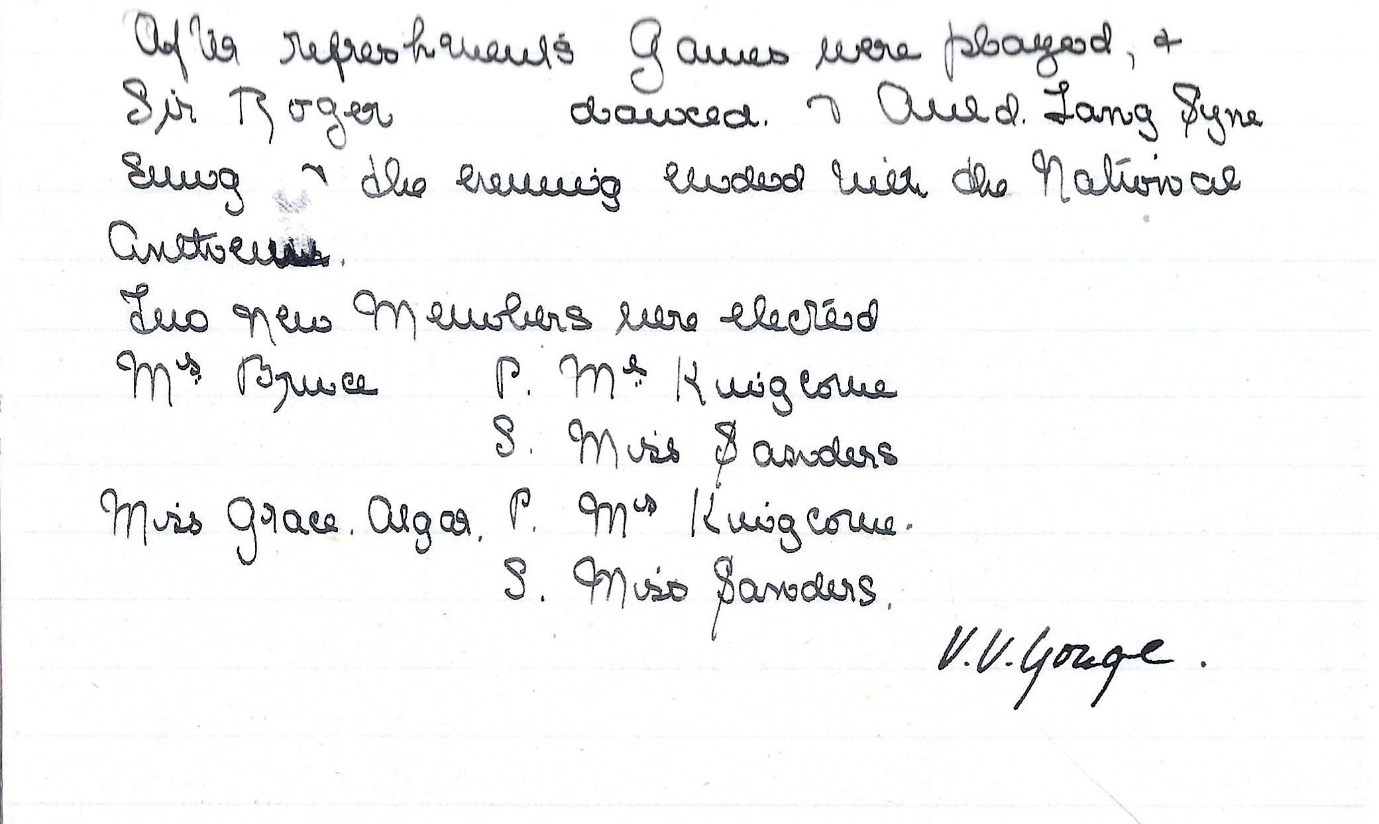 After refreshments Games were played, +
Sir Roger danced. & Auld. Lang Syne
Sung & the evening ended with the National
Anthem.
Two new Members were elected
Mrs Bruce P. Mrs Kingcome
S. Miss Sanders
Miss Grace. Algar. P. Mrs Kingcome.
S. Miss Sanders.
V.V. Gouge.